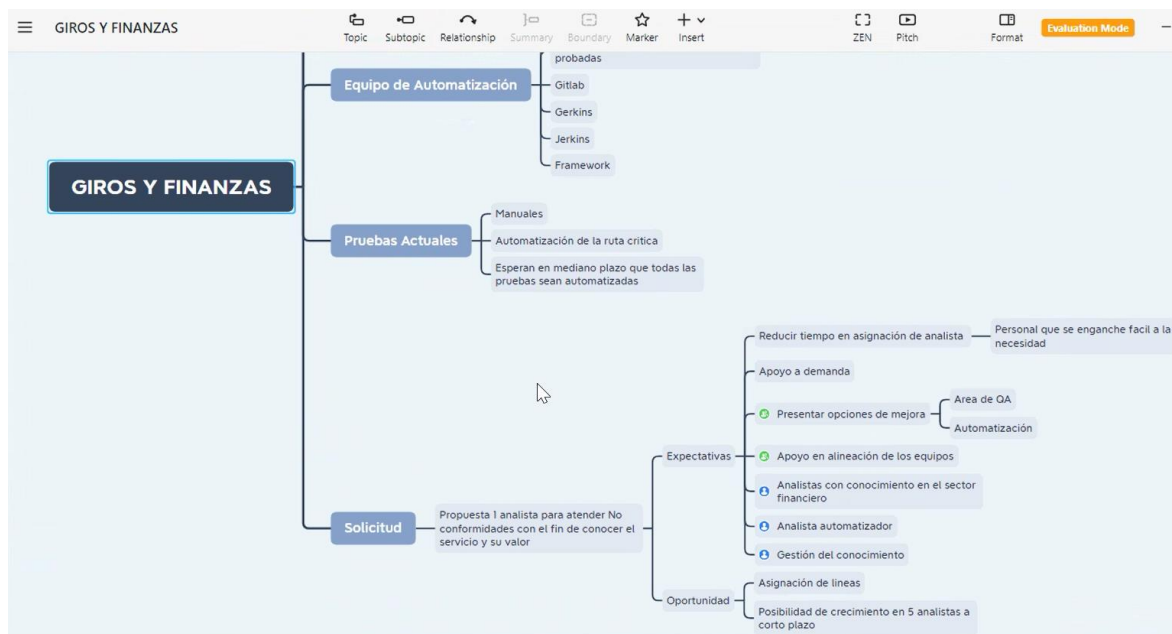 GIROS Y FINANZAS
Topic
Subtopic
Relationship
Summary
Boundary
Marker
Insert
ZEN
Pitch
Format
Evaluation Mode
probadas
Equipo de Automatización
Gitlab
Gerkins
Jerkins
Framework
GIROS Y FINANZAS
Manuales
Pruebas Actuales
Automatización de la ruta critica
Esperan en mediano plazo que todas las
pruebas sean automatizadas
Reducir tiempo en asignación de analista
Personal que se enganche facil a la
necesidad
Apoyo a demanda
Presentar opciones de mejora
Area de QA
Automatización
Expectativas
Apoyo en alineación de los equipos
Analistas con conocimiento en el sector
financiero
Solicitud
Propuesta 1 analista para atender No
conformidades con el fin de conocer el
servicio y su valor
Analista automatizador
Gestión del conocimiento
Oportunidad
Asignación de lineas
Posibilidad de crecimiento en 5 analistas a
corto plazo